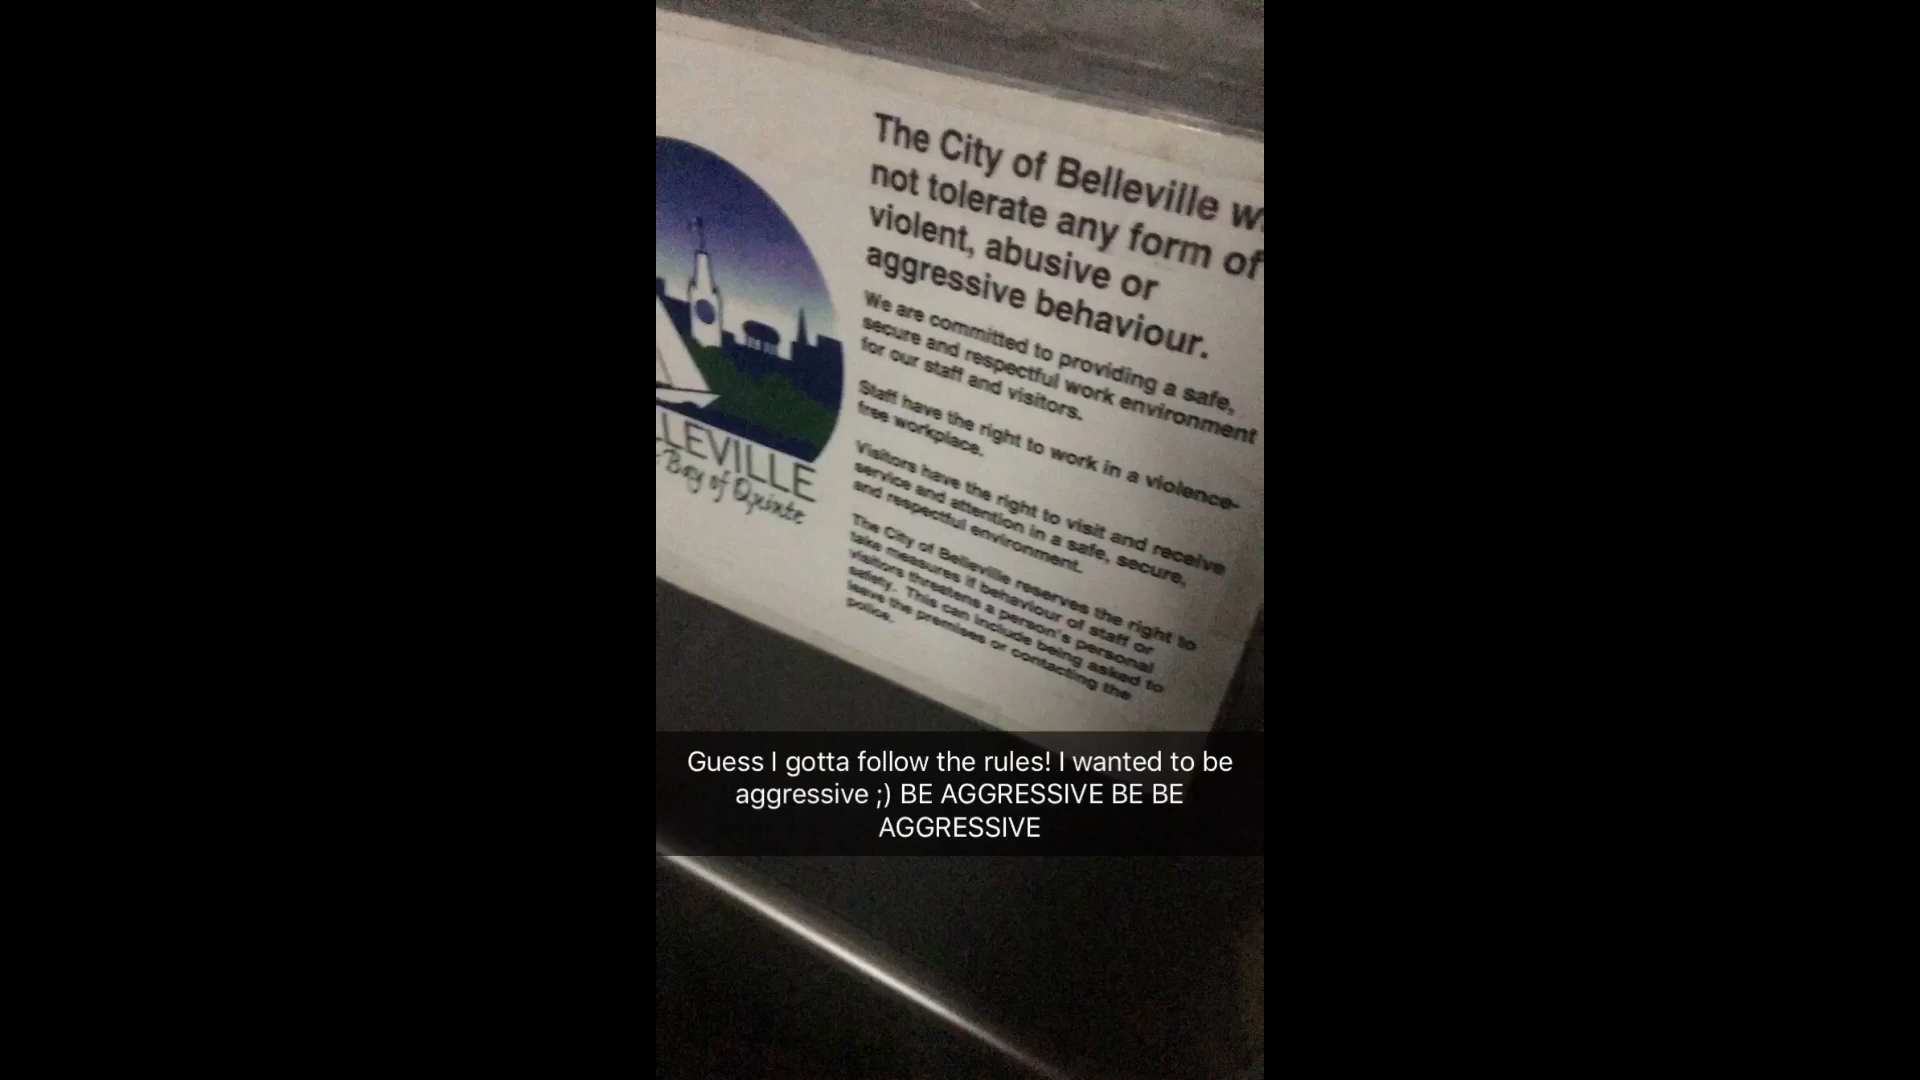 The City of Belleville w
not tolerate any form of
violent, abusive or
aggressive behaviour.
We are committed to providing a safe,
secure and respectful work environment
for our staff and visitors.
Staff have the right to work in a violence-
free workplace.
Visitors have the right to visit and receive
service and attention in a safe, secure,
and respectful environment.
The City of Belleville reserves the right to
take measures if behaviour of staff or
visitors threatens a person's personal
safety. This can include being asked to
leave the premises or contacting the
police.
LLEVILLE
Bay of Quinte
Guess I gotta follow the rules! I wanted to be
aggressive ;) BE AGGRESSIVE BE BE
AGGRESSIVE